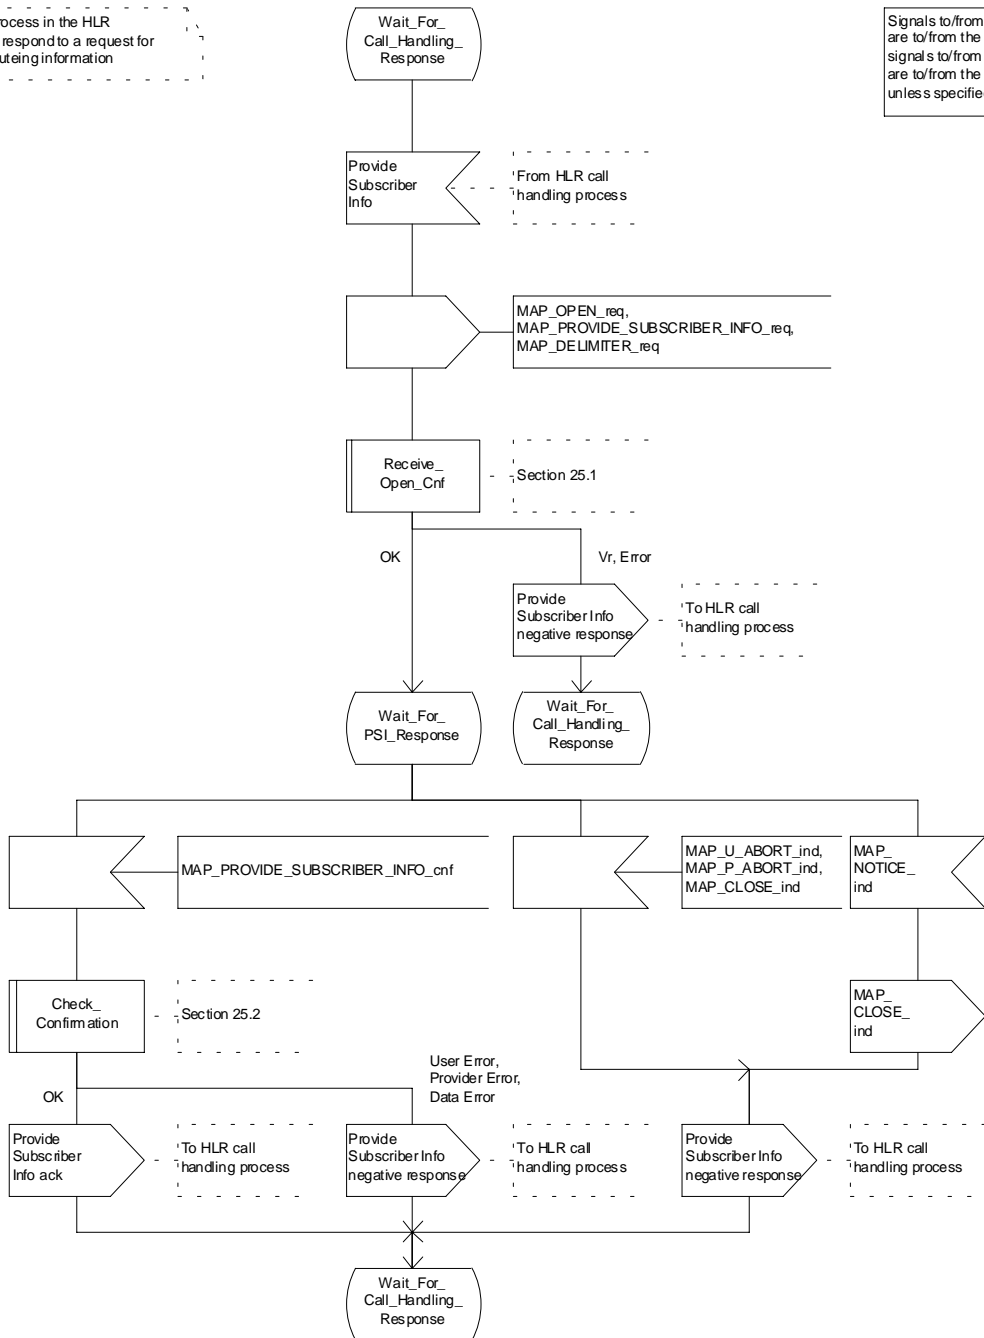 ocess in the HLR
respond to a request for
uteing information
Wait_For_
Call_Handling_
Response
Signals to/from
are to/from the
signals to/from
are to/from the
unless specifie
Provide
Subscriber
Info
From HLR call
handling process
MAP_OPEN_req,
MAP_PROVIDE_SUBSCRIBER_INFO_req,
MAP_DELIMITER_req
Receive_
Open_Cnf
Section 25.1
OK
Vr, Error
Provide
Subscriber Info
negative response
To HLR call
handling process
Wait_For_
PSI_Response
Wait_For_
Call_Handling_
Response
MAP_PROVIDE_SUBSCRIBER_INFO_cnf
MAP_U_ABORT_ind,
MAP_P_ABORT_ind,
MAP_CLOSE_ind
MAP_
NOTICE_
ind
Check_
Confirmation
Section 25.2
MAP_
CLOSE_
ind
User Error,
Provider Error,
Data Error
OK
Provide
Subscriber
Info ack
To HLR call
handling process
Provide
Subscriber Info
negative response
To HLR call
handling process
Provide
Subscriber Info
negative response
To HLR call
handling process
Wait_For_
Call_Handling_
Response